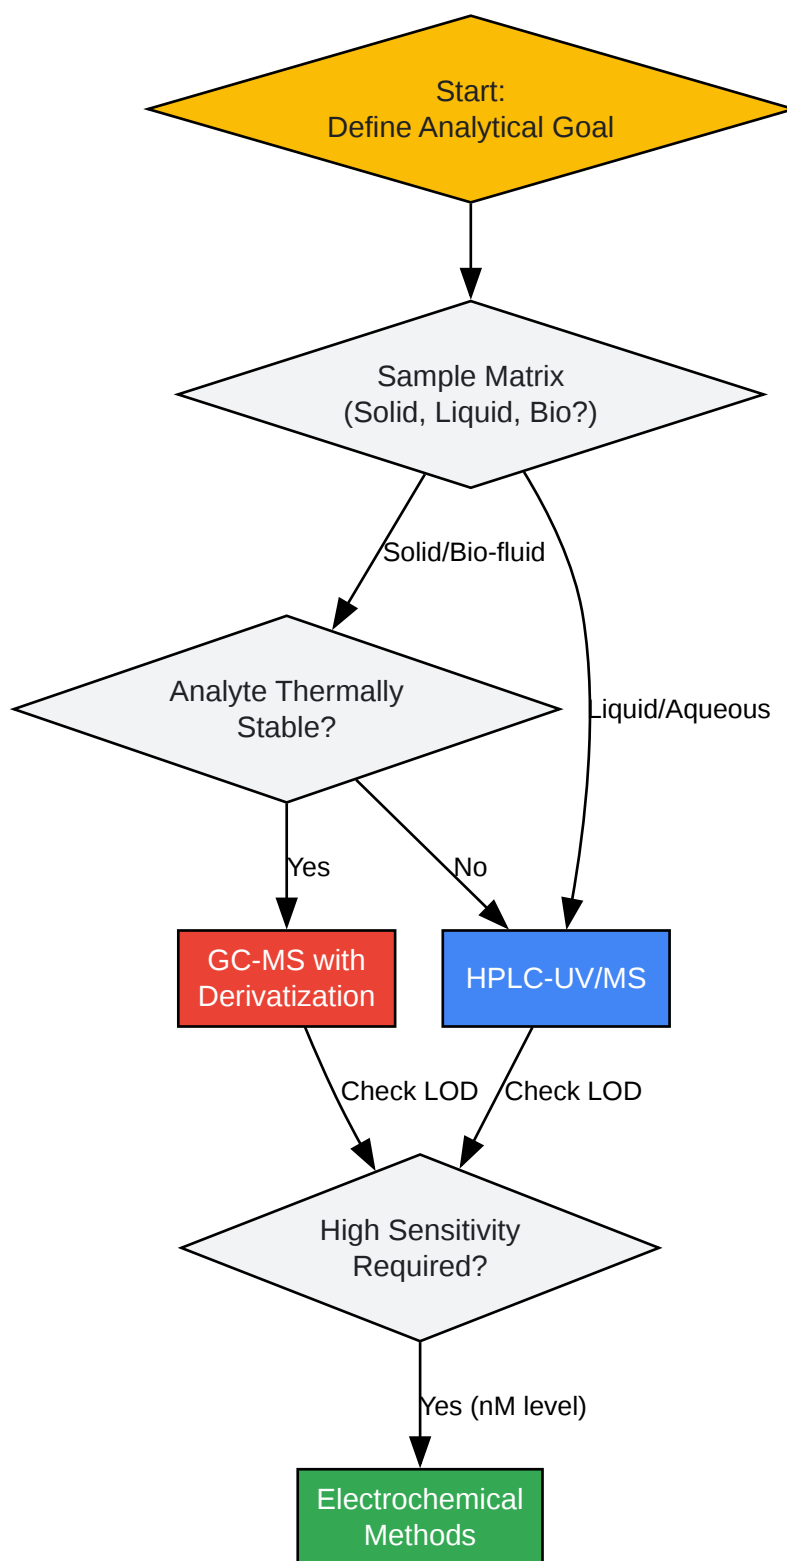 Start:
Define Analytical Goal
Sample Matrix
(Solid, Liquid, Bio?)
Solid/Bio-fluid
Analyte Thermally
Stable?
Liquid/Aqueous
Yes
No
GC-MS with
Derivatization
HPLC-UV/MS
Check LOD
Check LOD
High Sensitivity
Required?
Yes (nM level)
Electrochemical
Methods